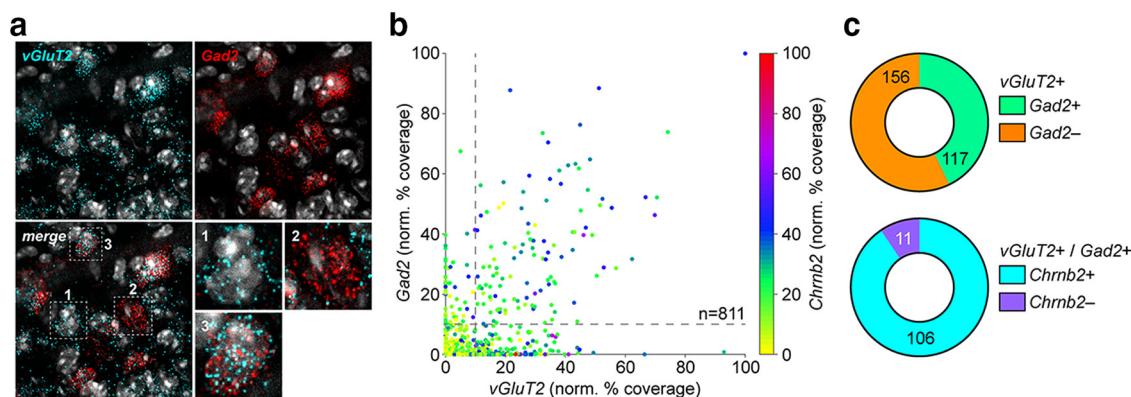 a
vGluT2
Gad2
merge
3
1
2
1
2
3
b
100
80
60
40
20
0
Gad2 (norm. % coverage)
n=811
0
20
40
60
80
100
vGluT2 (norm. % coverage)
100
80
60
40
20
0
Chrnb2 (norm. % coverage)
c
156
117
vGluT2+
Gad2+
Gad2–
11
106
vGluT2+ / Gad2+
Chrnb2+
Chrnb2–